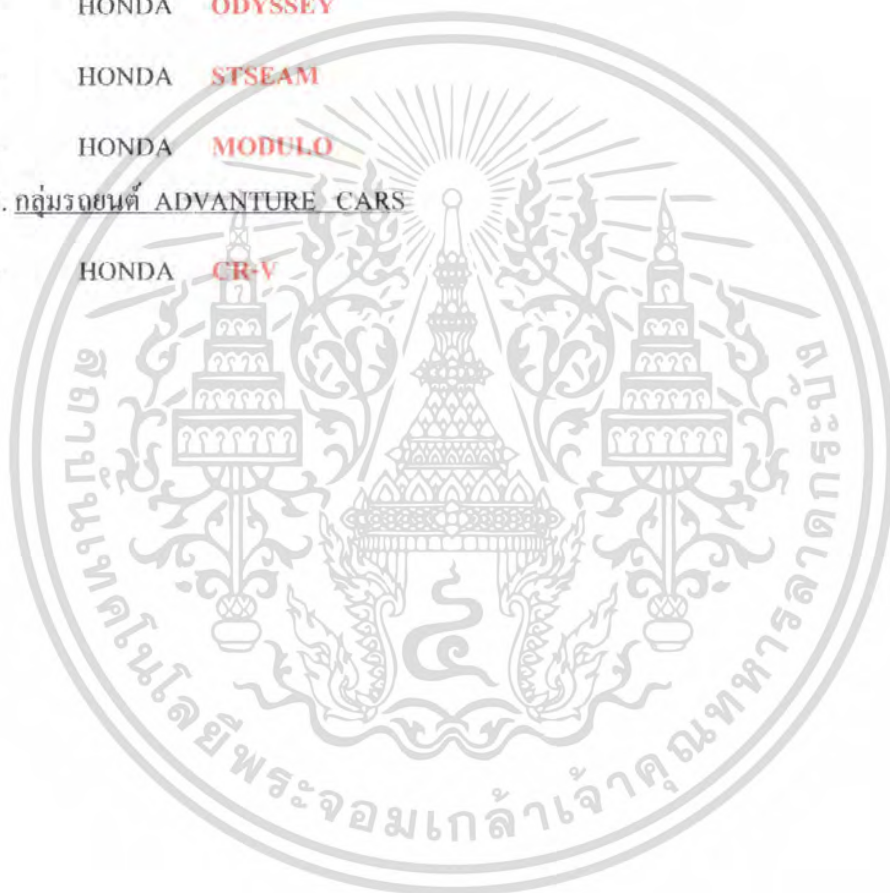 HONDA ODYSSEY
HONDA STSEAM
HONDA MODULO
. กลุ่มรถยนต์ ADVANTURE CARS
HONDA CR-V
สถาบันเทคโนโลยีพระจอมเกล้าเจ้าคุณทหารลาดกระบัง
๔